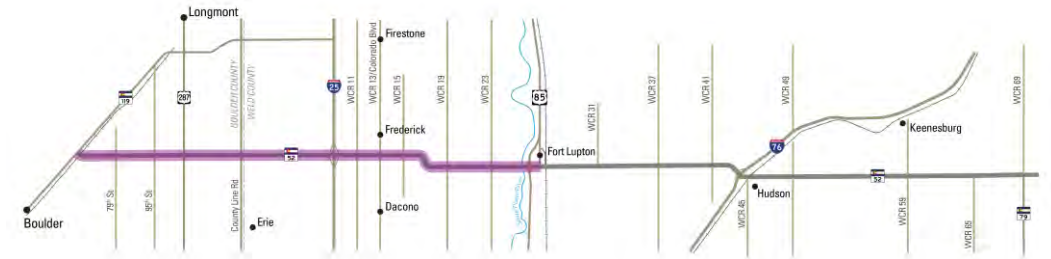 Longmont
Firestone
119
287
BOULDER COUNTY
WELD COUNTY
25
WCR 11
WCR 13/Colorado Blvd
WCR 15
WCR 19
WCR 23
85
WCR 31
WCR 37
WCR 41
WCR 49
WCR 69
76
Keenesburg
Frederick
Fort Lupton
52
79th St
95th St
County Line Rd
Erie
Dacono
Boulder
Hudson
WCR 45
52
WCR 59
WCR 65
79